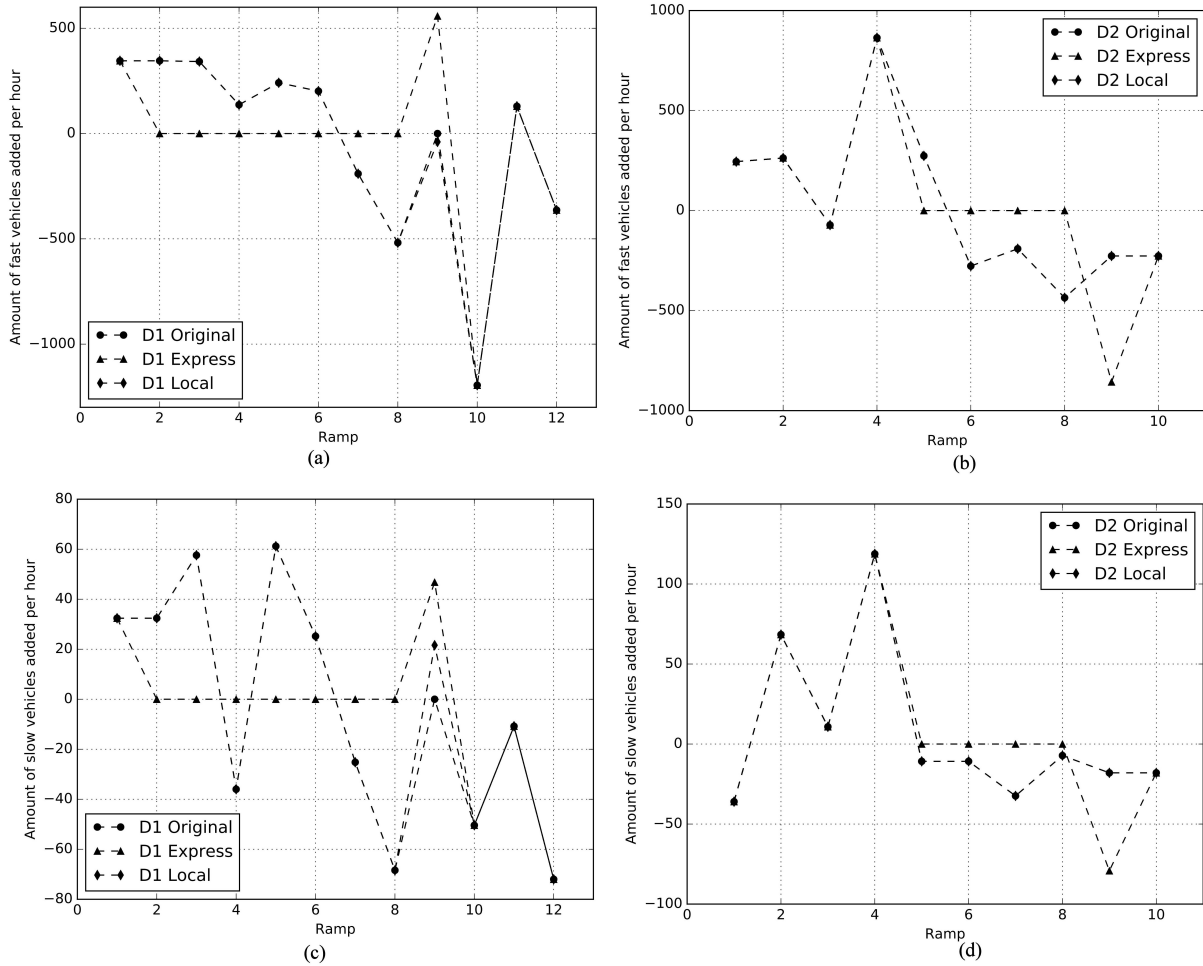 Amount of fast vehicles added per hour
500
0
−500
−1000
D1 Original
D1 Express
D1 Local
0 2 4 6 8 10 12
Ramp
(a)
Amount of fast vehicles added per hour
1000
500
0
−500
−1000
D2 Original
D2 Express
D2 Local
0 2 4 6 8 10
Ramp
(b)
Amount of slow vehicles added per hour
80
60
40
20
0
−20
−40
−60
−80
D1 Original
D1 Express
D1 Local
0 2 4 6 8 10 12
Ramp
(c)
Amount of slow vehicles added per hour
150
100
50
0
−50
−100
D2 Original
D2 Express
D2 Local
0 2 4 6 8 10
Ramp
(d)